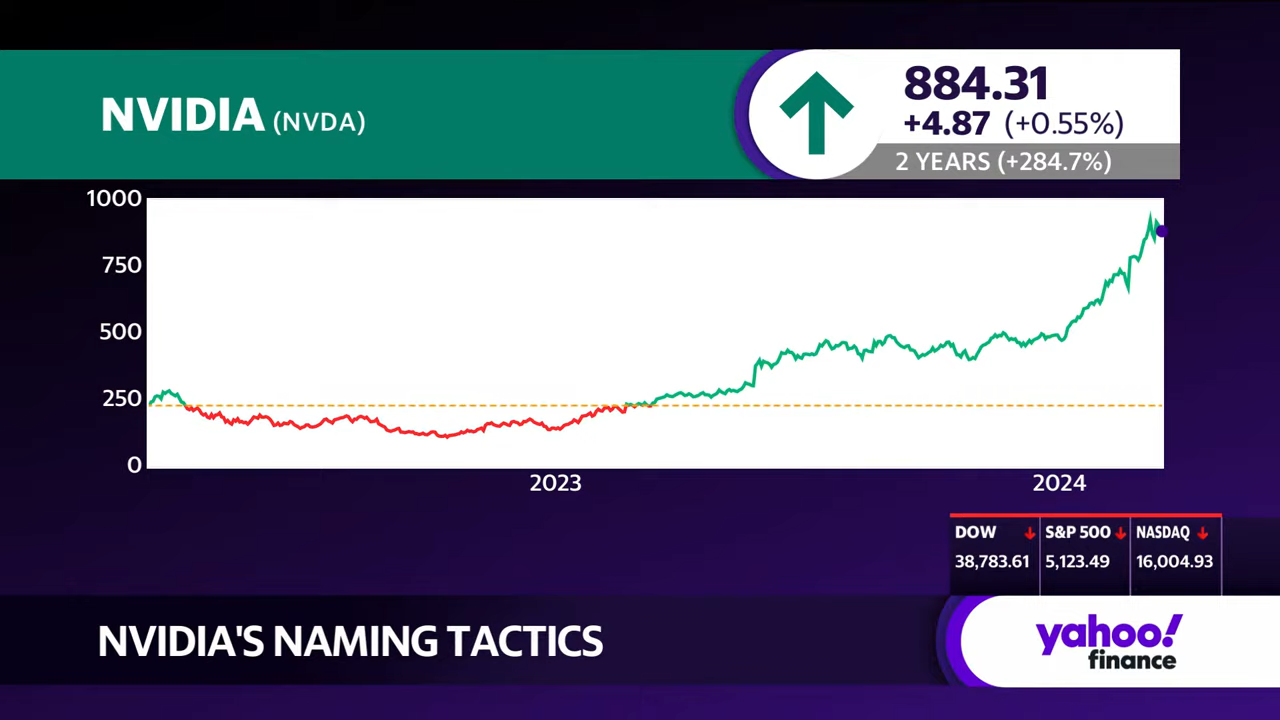 NVIDIA (NVDA)
884.31
+4.87 (+0.55%)
2 YEARS (+284.7%)
1000
750
500
250
0
2023 2024
DOW S&P 500 NASDAQ
38,783.61 5,123.49 16,004.93
NVIDIA'S NAMING TACTICS
yahoo!
finance